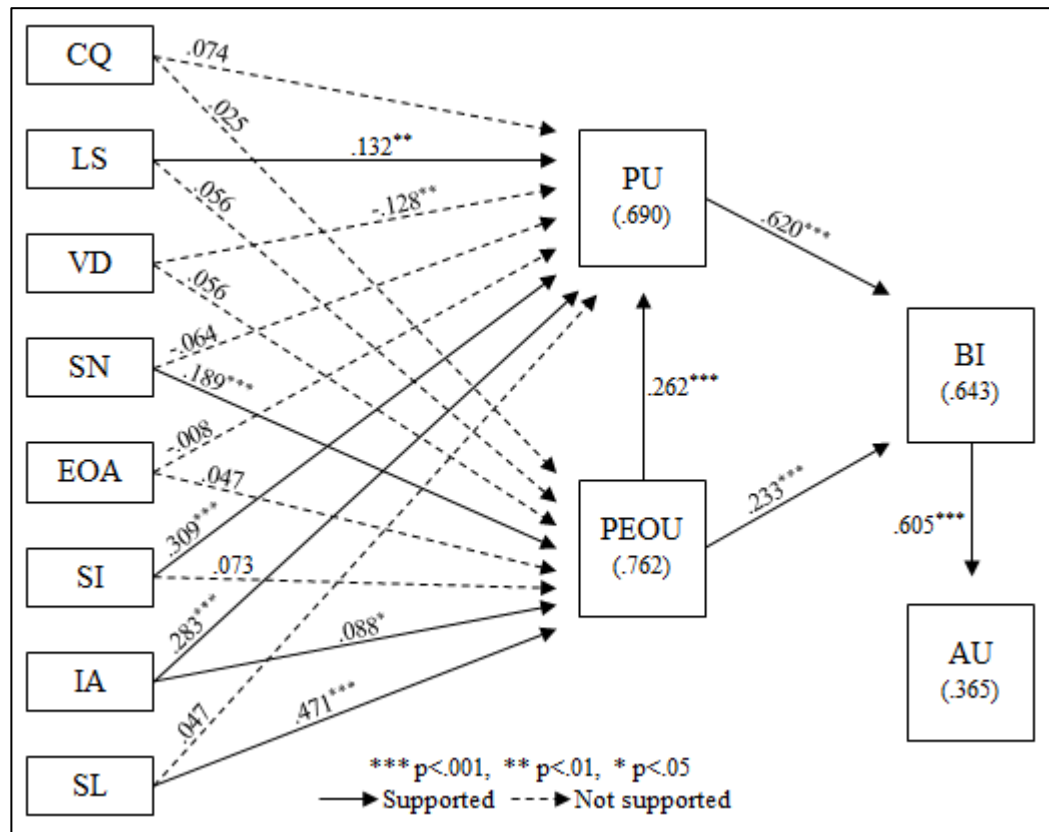 CQ
.074
.025
LS
.132**
.056
VD
-.128**
.056
SN
-.064
.189***
EOA
-.008
.047
SI
.309***
.073
IA
.283***
.088*
SL
.047
.471***
PU
(.690)
.620***
.262***
PEOU
(.762)
.233***
BI
(.643)
.605***
AU
(.365)
*** p<.001, ** p<.01, * p<.05
Supported Not supported